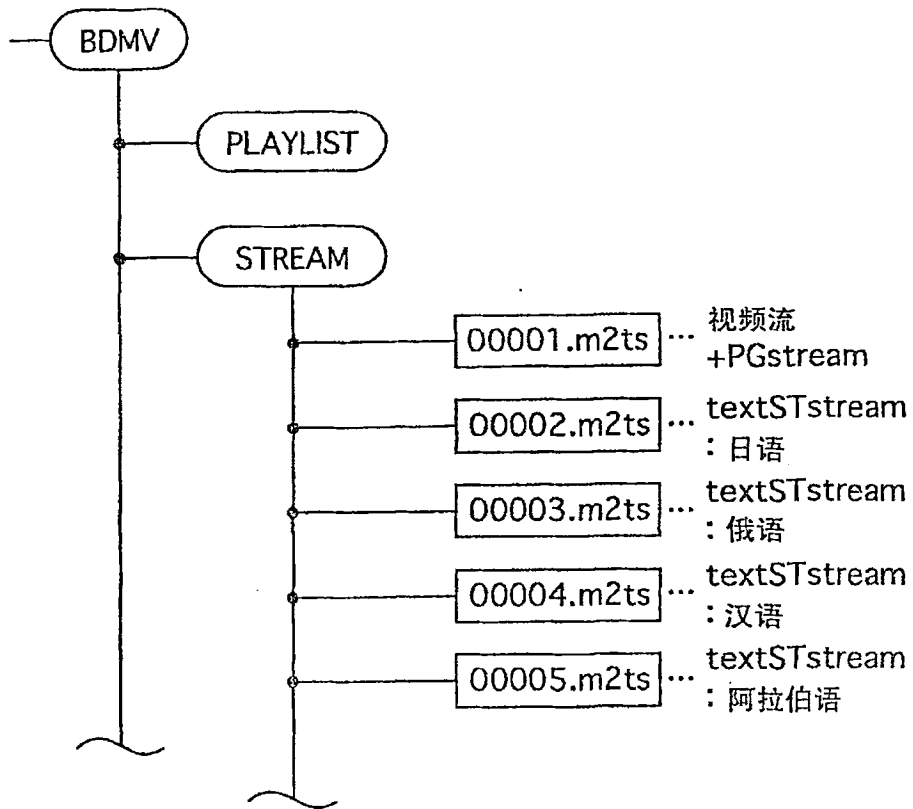 BDMV
PLAYLIST
STREAM
00001.m2ts … 视频流
+PGstream
00002.m2ts … textSTstream
：日语
00003.m2ts … textSTstream
：俄语
00004.m2ts … textSTstream
：汉语
00005.m2ts … textSTstream
：阿拉伯语